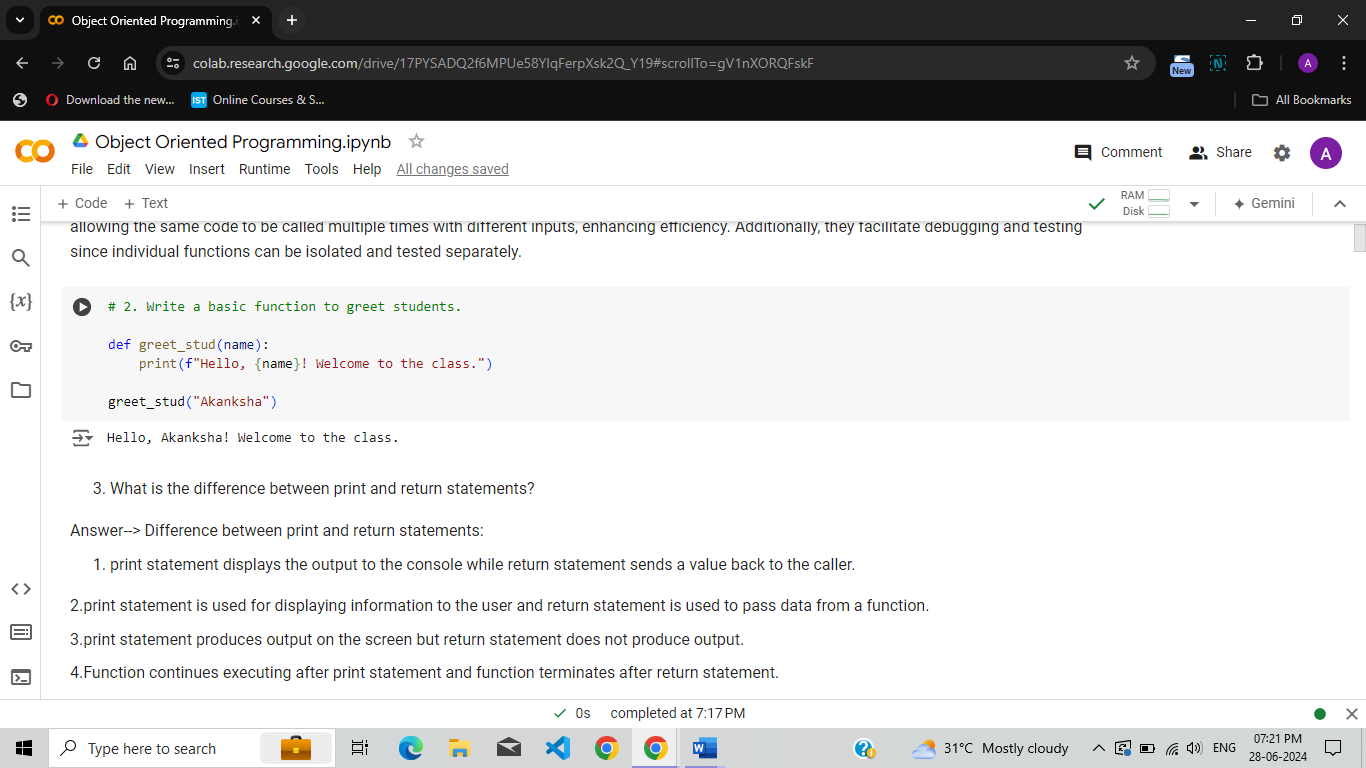 Object Oriented Programming.i
colab.research.google.com/drive/17PYSADQ2f6MPUe58YIqFerpXsk2Q_Y19#scrollTo=gV1nXORQFskF
New
N
A
Download the new...
IST Online Courses & S...
All Bookmarks
Object Oriented Programming.ipynb
Comment
Share
A
File Edit View Insert Runtime Tools Help All changes saved
+ Code + Text
RAM
Disk
Gemini
allowing the same code to be called multiple times with different inputs, enhancing efficiency. Additionally, they facilitate debugging and testing
since individual functions can be isolated and tested separately.
{x}
# 2. Write a basic function to greet students.
def greet_stud(name):
    print(f"Hello, {name}! Welcome to the class.")
greet_stud("Akanksha")
Hello, Akanksha! Welcome to the class.
3. What is the difference between print and return statements?
Answer--> Difference between print and return statements:
1. print statement displays the output to the console while return statement sends a value back to the caller.
2.print statement is used for displaying information to the user and return statement is used to pass data from a function.
3.print statement produces output on the screen but return statement does not produce output.
4.Function continues executing after print statement and function terminates after return statement.
0s completed at 7:17 PM
Type here to search
W
31°C Mostly cloudy
ENG
07:21 PM
28-06-2024